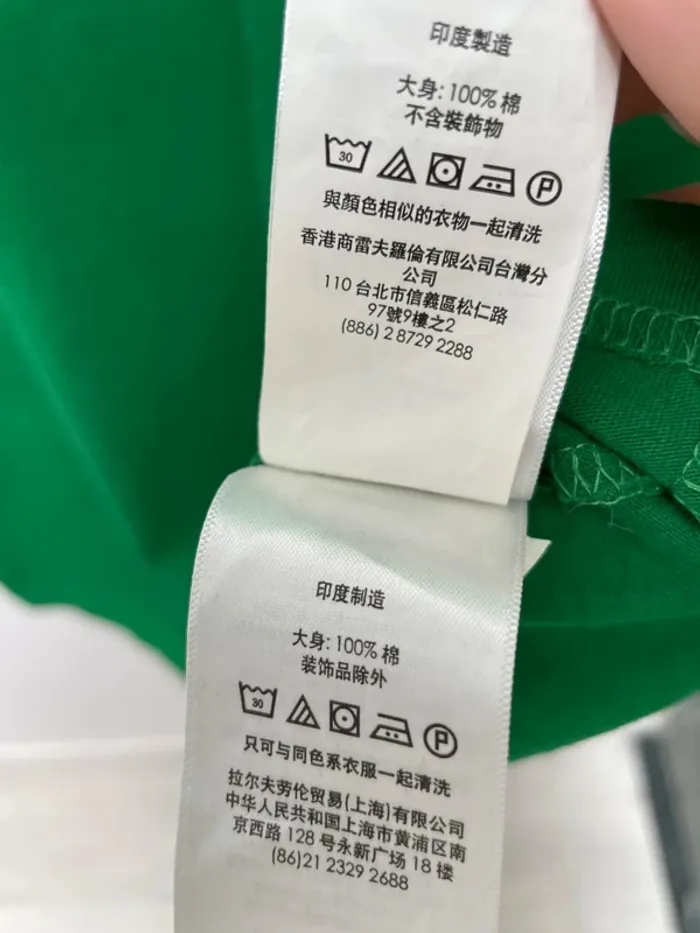 印度製造
大身: 100% 棉
不含裝飾物
30
P
與顏色相似的衣物一起清洗
香港商雷夫羅倫有限公司台灣分
公司
110 台北市信義區松仁路
97號9樓之2
(886) 2 8729 2288
印度制造
大身: 100% 棉
装饰品除外
30
P
只可与同色系衣服一起清洗
拉尔夫劳伦贸易(上海)有限公司
中华人民共和国上海市黄浦区南
京西路 128 号永新广场 18 楼
(86)21 2329 2688